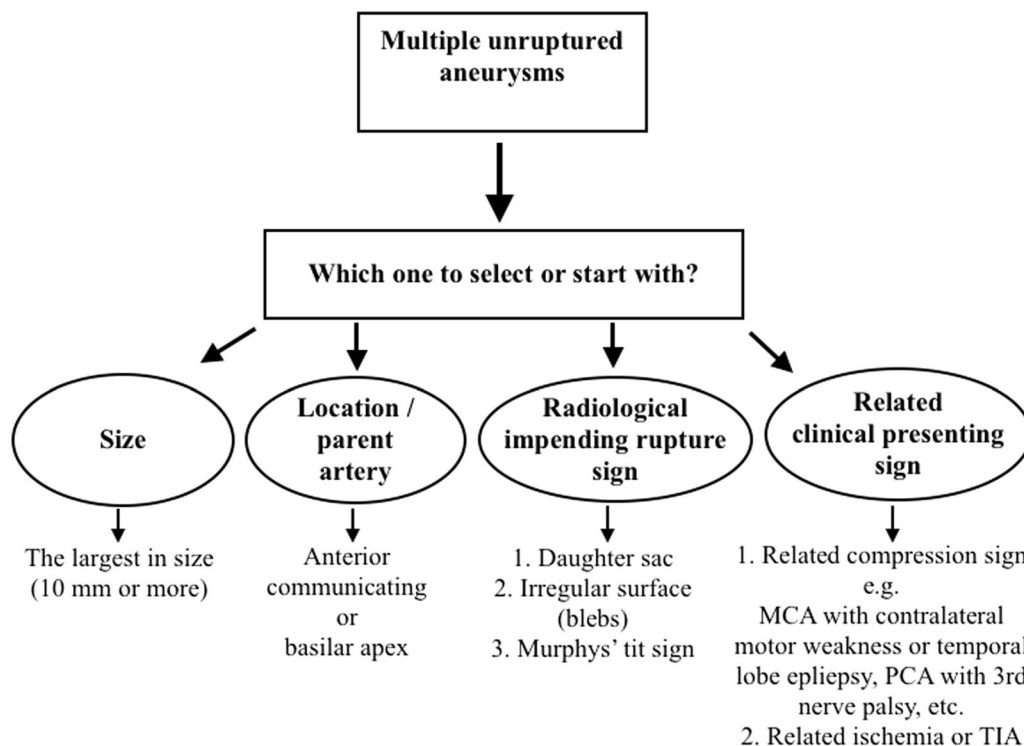 Multiple unruptured
aneurysms
Which one to select or start with?
Size
The largest in size
(10 mm or more)
Location /
parent
artery
Anterior
communicating
or
basilar apex
Radiological
impending rupture
sign
1. Daughter sac
2. Irregular surface
(blebs)
3. Murphys' tit sign
Related
clinical presenting
sign
1. Related compression sign
e.g.
MCA with contralateral
motor weakness or temporal
lobe epliepsy, PCA with 3rd
nerve palsy, etc.
2. Related ischemia or TIA